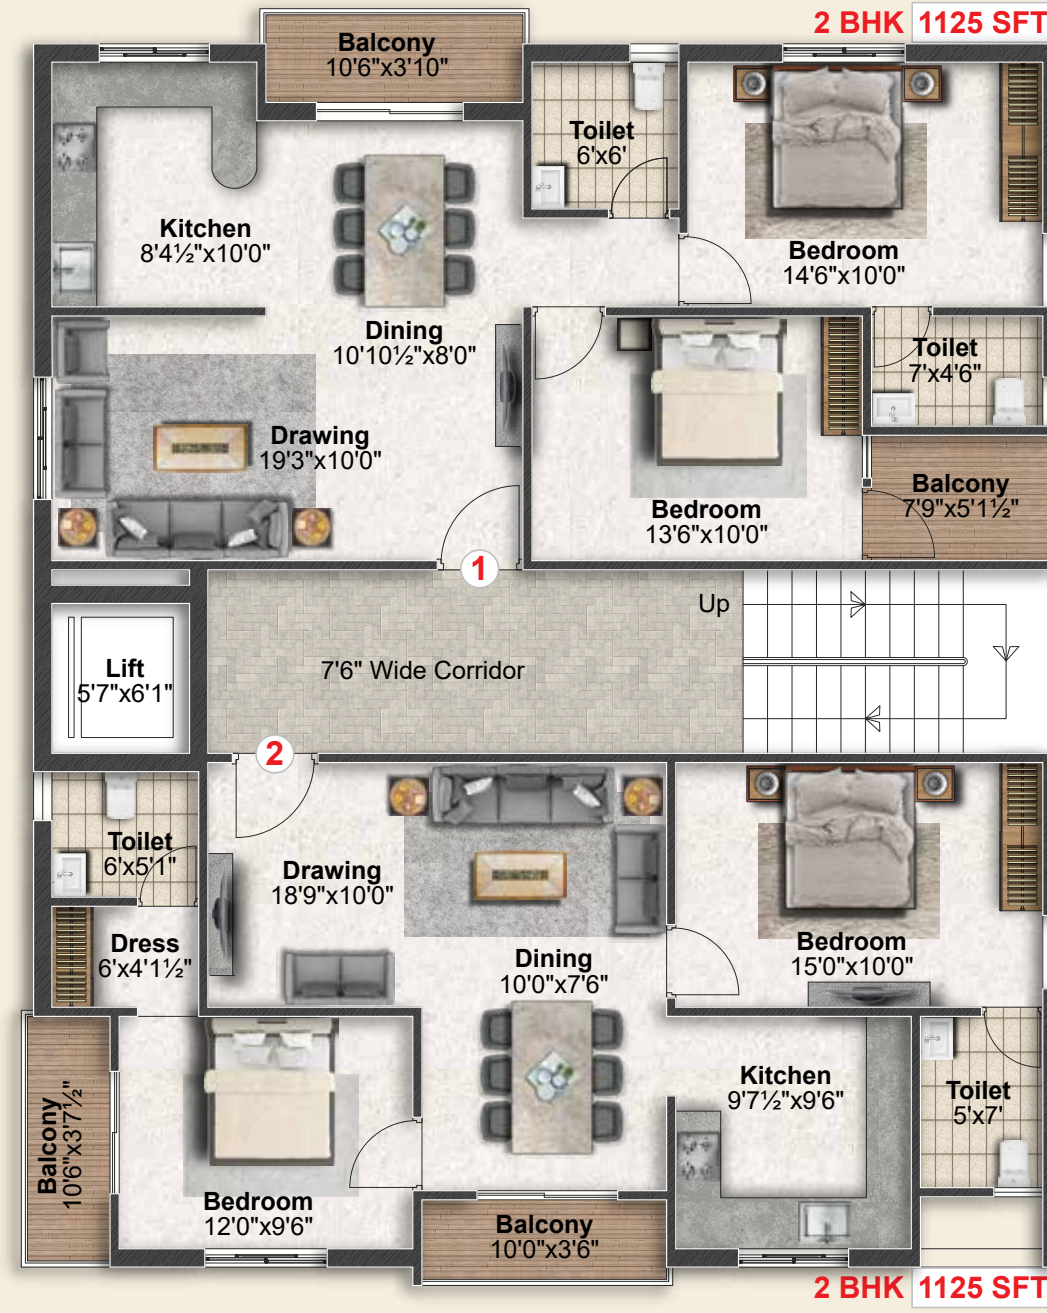 2 BHK 1125 SFT
Balcony
10'6"x3'10"
Toilet
6'x6'
Kitchen
8'4½"x10'0"
Bedroom
14'6"x10'0"
Dining
10'10½"x8'0"
Toilet
7'x4'6"
Drawing
19'3"x10'0"
Bedroom
13'6"x10'0"
Balcony
7'9"x5'1½"
1
Up
Lift
5'7"x6'1"
7'6" Wide Corridor
2
Toilet
6'x5'1"
Drawing
18'9"x10'0"
Dress
6'x4'1½"
Dining
10'0"x7'6"
Bedroom
15'0"x10'0"
Balcony
10'6"x3'7½"
Kitchen
9'7½"x9'6"
Toilet
5'x7'
Bedroom
12'0"x9'6"
Balcony
10'0"x3'6"
2 BHK 1125 SFT